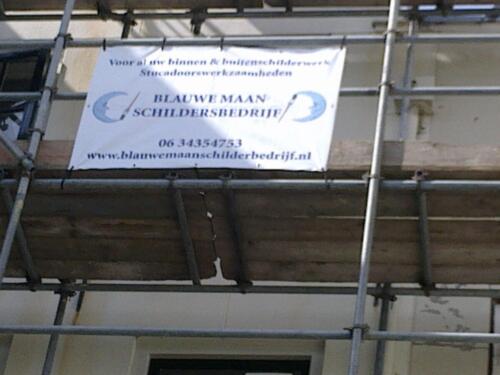 Voor al uw binnen & buitenschilderwerk
Stucadoorswerkzaamheden
BLAUWE MAAN
SCHILDERSBEDRIJF
06 34354753
www.blauwemaanschilderbedrijf.nl